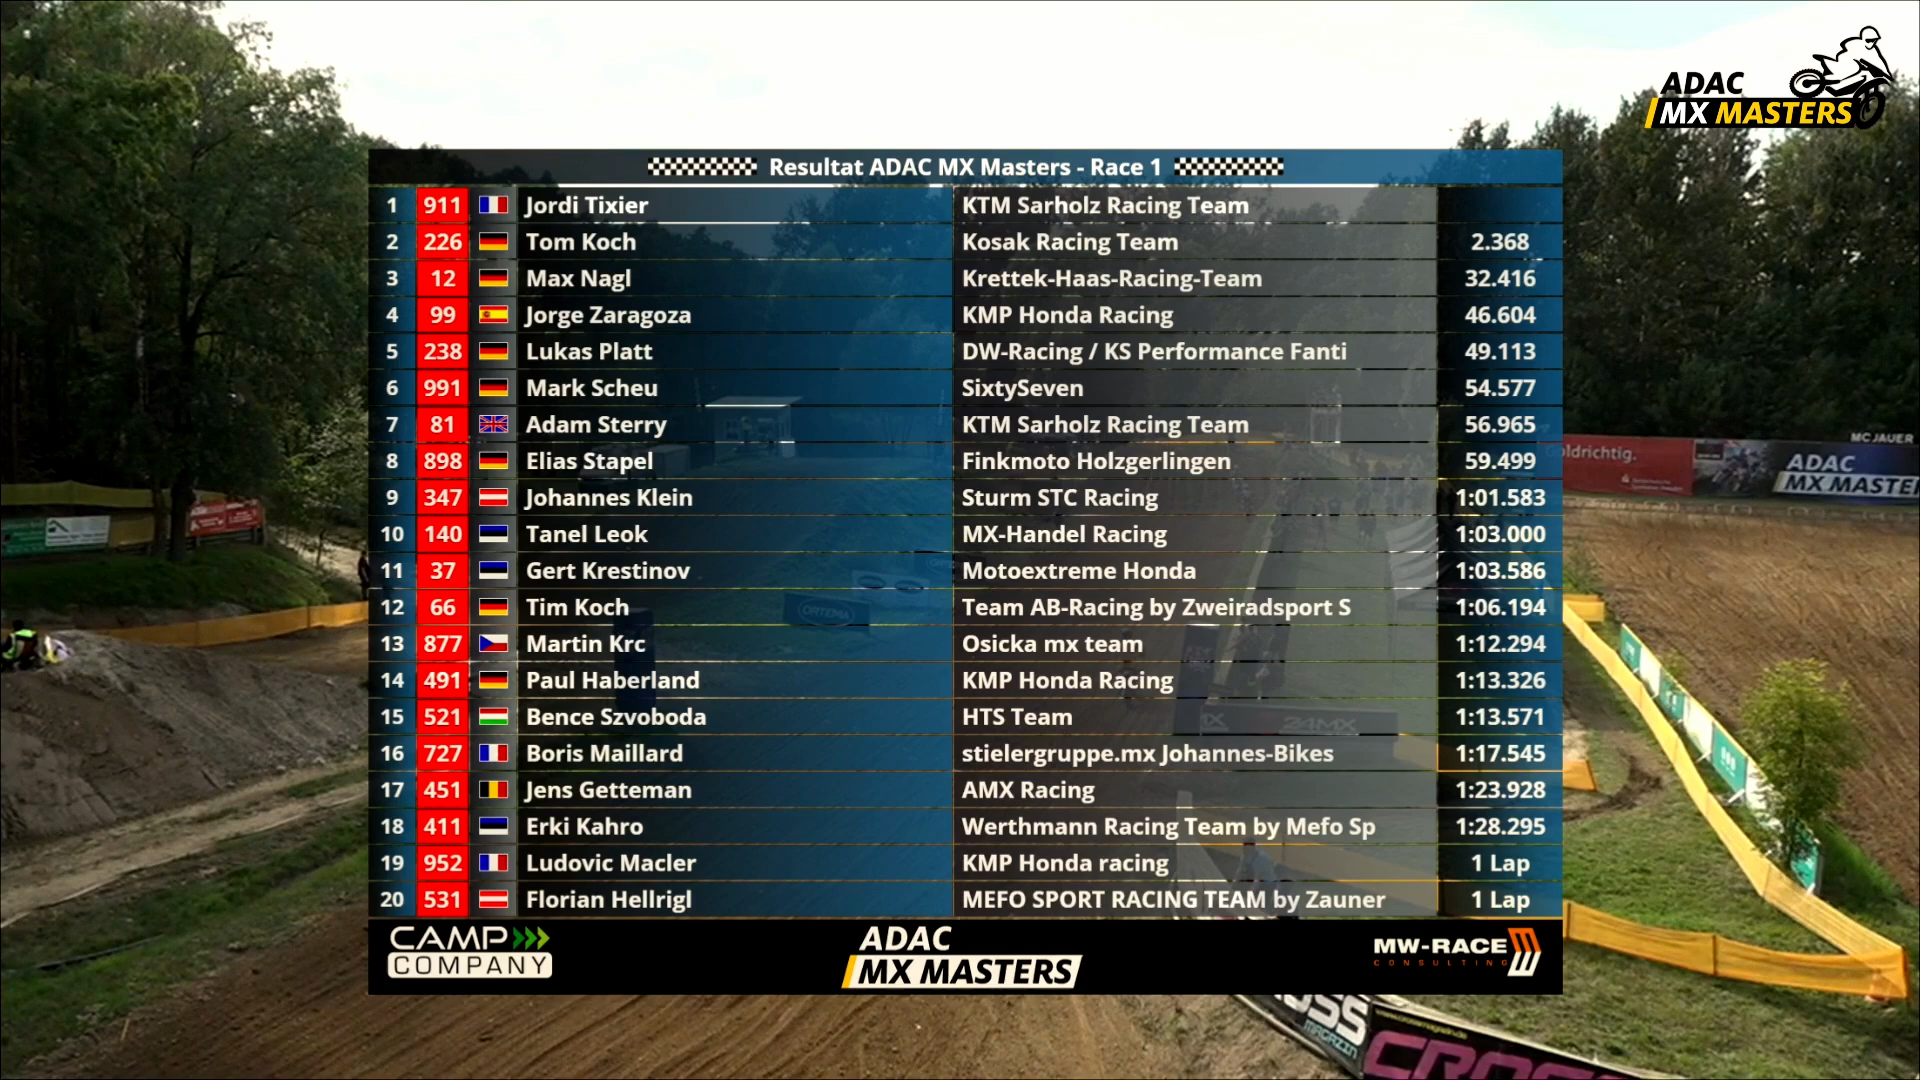 ADAC
MX MASTERS
Resultat ADAC MX Masters - Race 1
1 911 Jordi Tixier KTM Sarholz Racing Team
2 226 Tom Koch Kosak Racing Team 2.368
3 12 Max Nagl Krettek-Haas-Racing-Team 32.416
4 99 Jorge Zaragoza KMP Honda Racing 46.604
5 238 Lukas Platt DW-Racing / KS Performance Fanti 49.113
6 991 Mark Scheu SixtySeven 54.577
7 81 Adam Sterry KTM Sarholz Racing Team 56.965
8 898 Elias Stapel Finkmoto Holzgerlingen 59.499
9 347 Johannes Klein Sturm STC Racing 1:01.583
10 140 Tanel Leok MX-Handel Racing 1:03.000
11 37 Gert Krestinov Motoextreme Honda 1:03.586
12 66 Tim Koch Team AB-Racing by Zweiradsport S 1:06.194
13 877 Martin Krc Osicka mx team 1:12.294
14 491 Paul Haberland KMP Honda Racing 1:13.326
15 521 Bence Szvoboda HTS Team 1:13.571
16 727 Boris Maillard stielergruppe.mx Johannes-Bikes 1:17.545
17 451 Jens Getteman AMX Racing 1:23.928
18 411 Erki Kahro Werthmann Racing Team by Mefo Sp 1:28.295
19 952 Ludovic Macler KMP Honda racing 1 Lap
20 531 Florian Hellrigl MEFO SPORT RACING TEAM by Zauner 1 Lap
MC JAUER
oldrichtig.
ADAC
MX MASTE
ORTEMA
24MX
CAMP
COMPANY
ADAC
MX MASTERS
MW-RACE
CONSULTING
OSS
MAGAZIN
CROS